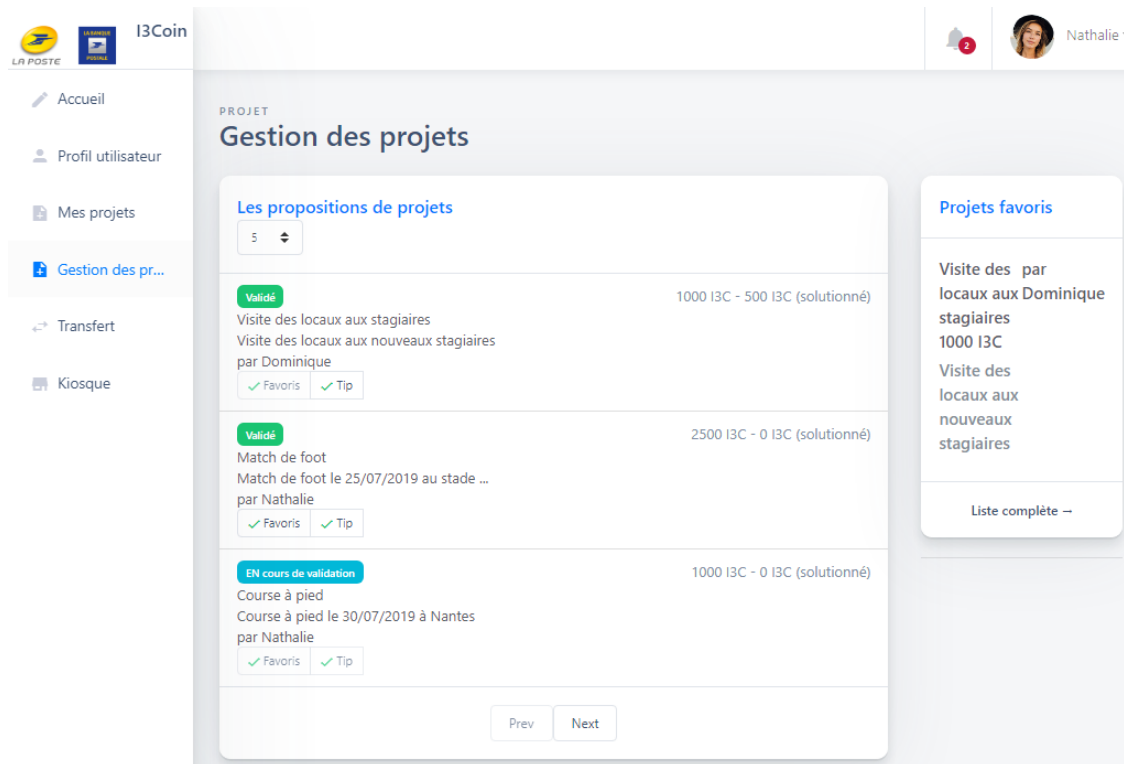 LA POSTE
LA BANQUE
POSTALE
I3Coin
2
Nathalie
Accueil
Profil utilisateur
Mes projets
Gestion des pr...
Transfert
Kiosque
PROJET
Gestion des projets
Les propositions de projets
5
Validé
1000 I3C - 500 I3C (solutionné)
Visite des locaux aux stagiaires
Visite des locaux aux nouveaux stagiaires
par Dominique
Favoris Tip
Validé
2500 I3C - 0 I3C (solutionné)
Match de foot
Match de foot le 25/07/2019 au stade ...
par Nathalie
Favoris Tip
EN cours de validation
1000 I3C - 0 I3C (solutionné)
Course à pied
Course à pied le 30/07/2019 à Nantes
par Nathalie
Favoris Tip
Prev Next
Projets favoris
Visite des par
locaux aux Dominique
stagiaires
1000 I3C
Visite des
locaux aux
nouveaux
stagiaires
Liste complète →